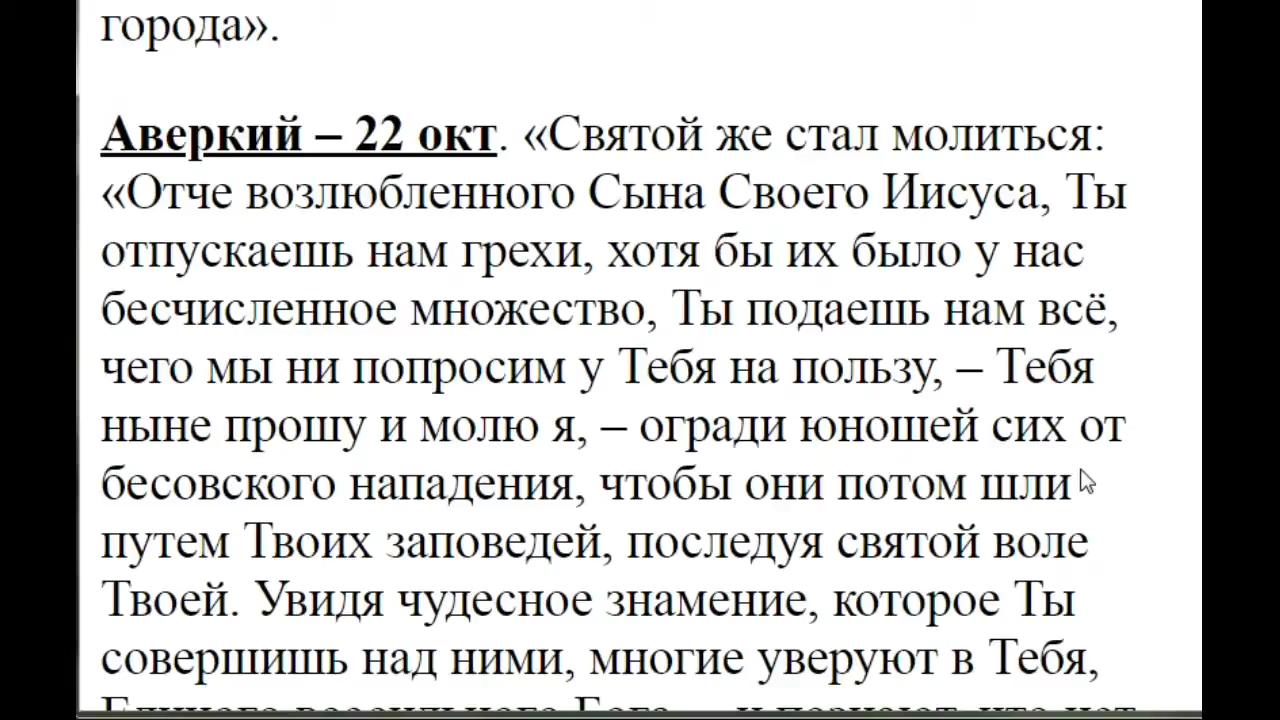 города».
Аверкий – 22 окт. «Святой же стал молиться:
«Отче возлюбленного Сына Своего Иисуса, Ты
отпускаешь нам грехи, хотя бы их было у нас
бесчисленное множество, Ты подаешь нам всё,
чего мы ни попросим у Тебя на пользу, – Тебя
ныне прошу и молю я, – огради юношей сих от
бесовского нападения, чтобы они потом шли
путем Твоих заповедей, последуя святой воле
Твоей. Увидя чудесное знамение, которое Ты
совершишь над ними, многие уверуют в Тебя,